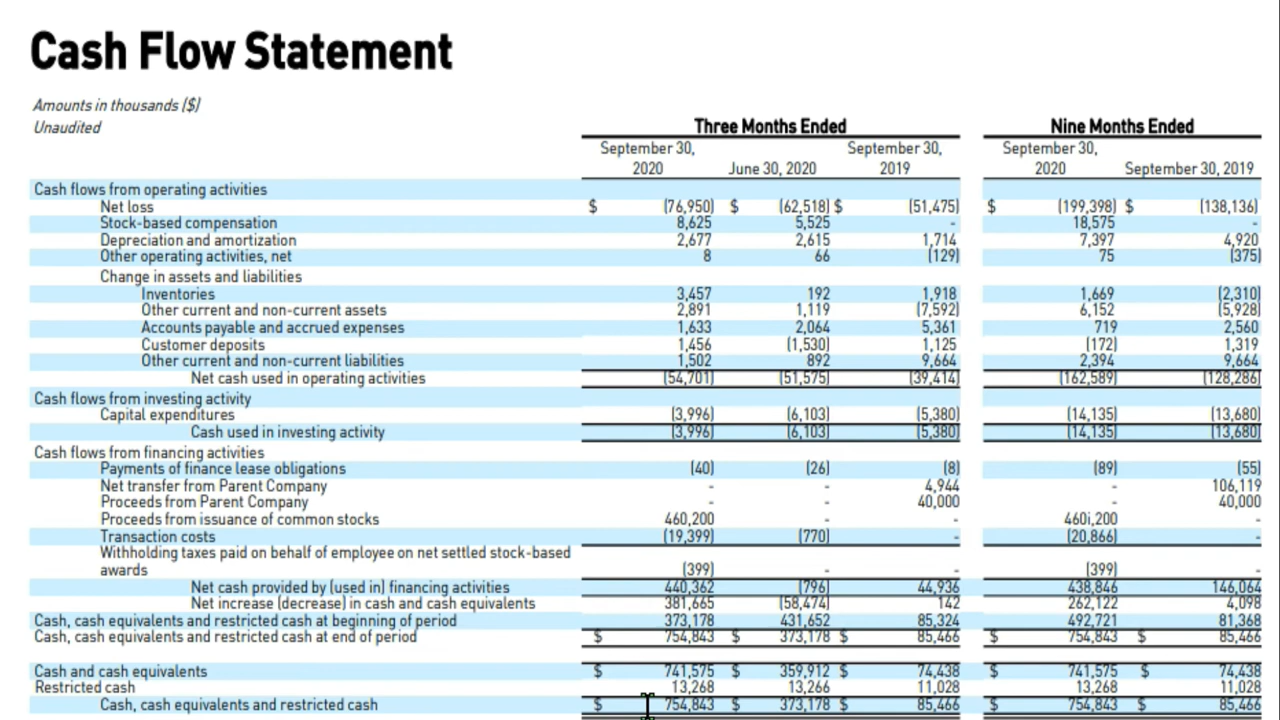 Cash Flow Statement
Amounts in thousands ($)
Unaudited
Three Months Ended Nine Months Ended
September 30, September 30, September 30,
2020 June 30, 2020 2019 2020 September 30, 2019
Cash flows from operating activities
Net loss $ (76,950) $ (62,518) $ (51,475) $ (199,398) $ (138,136)
Stock-based compensation 8,625 5,525 - 18,575 -
Depreciation and amortization 2,677 2,615 1,714 7,397 4,920
Other operating activities, net 8 66 (129) 75 (375)
Change in assets and liabilities
Inventories 3,457 192 1,918 1,669 (2,310)
Other current and non-current assets 2,891 1,119 (7,592) 6,152 (5,928)
Accounts payable and accrued expenses 1,633 2,064 5,361 719 2,560
Customer deposits 1,456 (1,530) 1,125 (172) 1,319
Other current and non-current liabilities 1,502 892 9,664 2,394 9,664
Net cash used in operating activities (54,701) (51,575) (39,414) (162,589) (128,286)
Cash flows from investing activity
Capital expenditures (3,996) (6,103) (5,380) (14,135) (13,680)
Cash used in investing activity (3,996) (6,103) (5,380) (14,135) (13,680)
Cash flows from financing activities
Payments of finance lease obligations (40) (26) (8) (89) (55)
Net transfer from Parent Company - - 4,944 - 106,119
Proceeds from Parent Company - - 40,000 - 40,000
Proceeds from issuance of common stocks 460,200 - - 460i,200 -
Transaction costs (19,399) (770) - (20,866) -
Withholding taxes paid on behalf of employee on net settled stock-based
awards (399) - - (399) -
Net cash provided by (used in) financing activities 440,362 (796) 44,936 438,846 146,064
Net increase (decrease) in cash and cash equivalents 381,665 (58,474) 142 262,122 4,098
Cash, cash equivalents and restricted cash at beginning of period 373,178 431,652 85,324 492,721 81,368
Cash, cash equivalents and restricted cash at end of period $ 754,843 $ 373,178 $ 85,466 $ 754,843 $ 85,466
Cash and cash equivalents $ 741,575 $ 359,912 $ 74,438 $ 741,575 $ 74,438
Restricted cash 13,268 13,266 11,028 13,268 11,028
Cash, cash equivalents and restricted cash $ 754,843 $ 373,178 $ 85,466 $ 754,843 $ 85,466